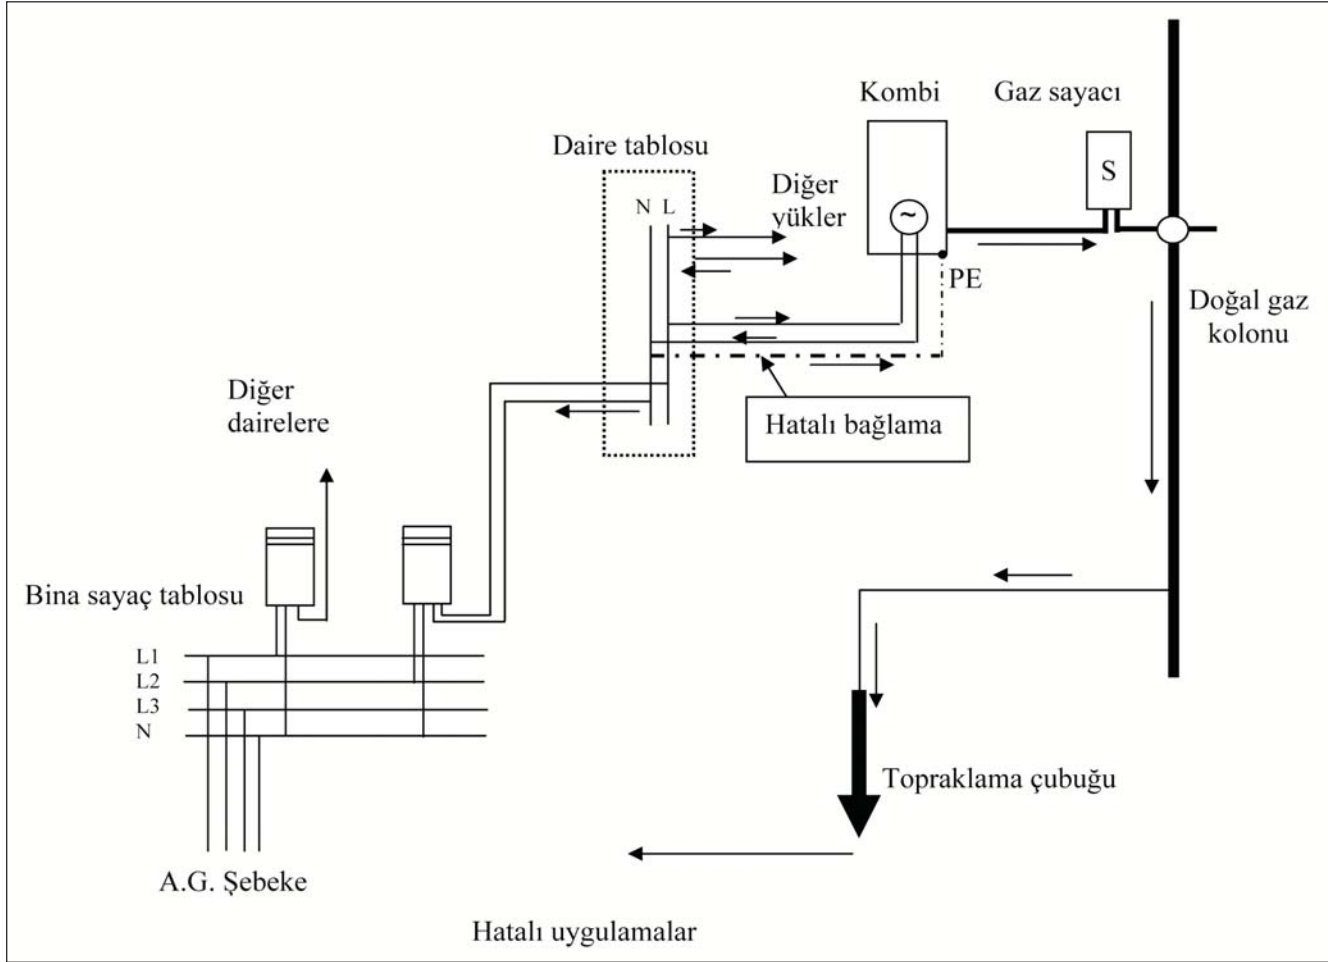 Kombi
Gaz sayacı
Daire tablosu
S
Diğer
yükler
N L
~
PE
Doğal gaz
kolonu
Diğer
dairelere
Hatalı bağlama
Bina sayaç tablosu
L1
L2
L3
N
Topraklama çubuğu
A.G. Şebeke
Hatalı uygulamalar